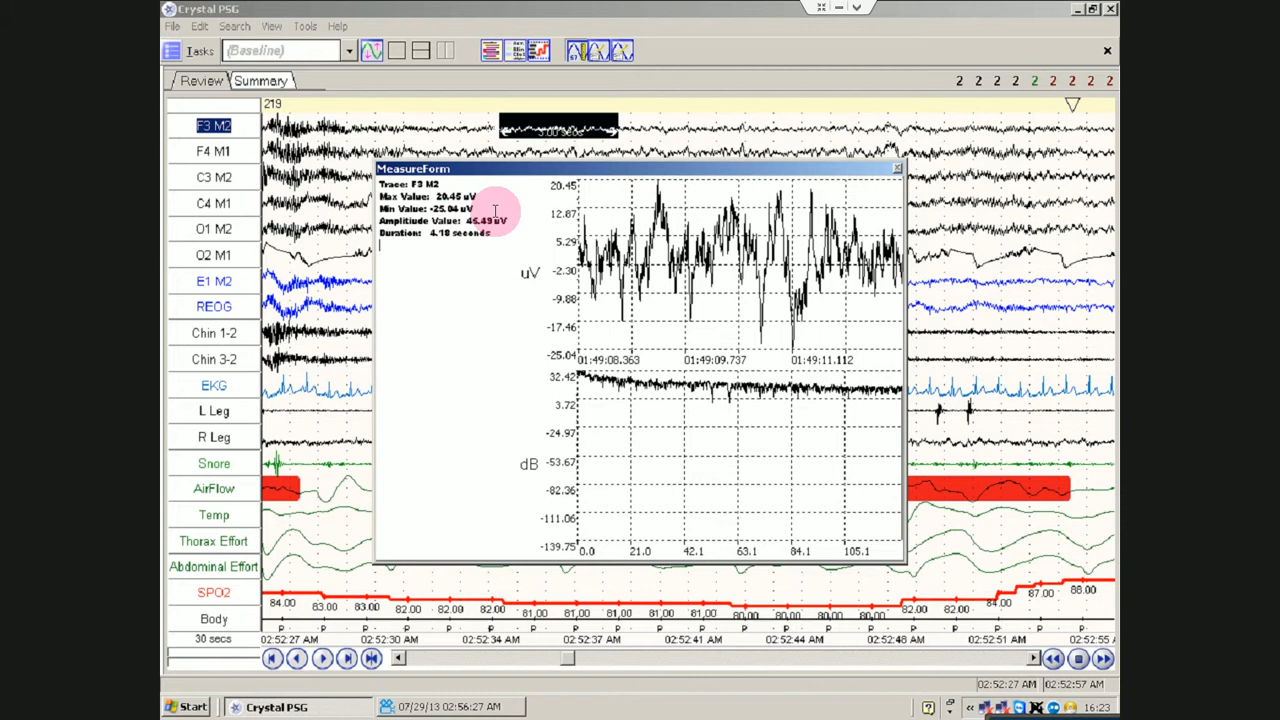 Crystal PSG
File Edit Search View Tools Help
Tasks (Baseline)
Review Summary
2 2 2 2 2 2 2 2 2
219
F3 M2
3.00 secs
F4 M1
C3 M2
C4 M1
O1 M2
O2 M1
E1 M2
REOG
Chin 1-2
Chin 3-2
EKG
L Leg
R Leg
Snore
AirFlow
Temp
Thorax Effort
Abdominal Effort
SPO2
Body
30 secs
MeasureForm
Trace: F3 M2
Max Value: 20.45 uV
Min Value: -25.04 uV
Amplitiude Value: 45.49 uV
Duration: 4.18 seconds
20.45
12.87
5.29
uV
-2.30
-9.88
-17.46
-25.04
01:49:08.363 01:49:09.737 01:49:11.112
32.42
3.72
-24.97
dB
-53.67
-82.36
-111.06
-139.75
0.0 21.0 42.1 63.1 84.1 105.1
84.00 83.00 83.00 82.00 82.00 82.00 81.00 81.00 81.00 81.00 81.00 80.00 80.00 80.00 80.00 82.00 82.00 84.00 87.00 88.00
P P P P P P P P P P P P P P P P P P P P
02:52:27 AM 02:52:30 AM 02:52:34 AM 02:52:37 AM 02:52:41 AM 02:52:44 AM 02:52:48 AM 02:52:51 AM 02:52:55
02:52:27 AM 02:52:57 AM
Start Crystal PSG 07/29/13 02:56:27 AM 16:23